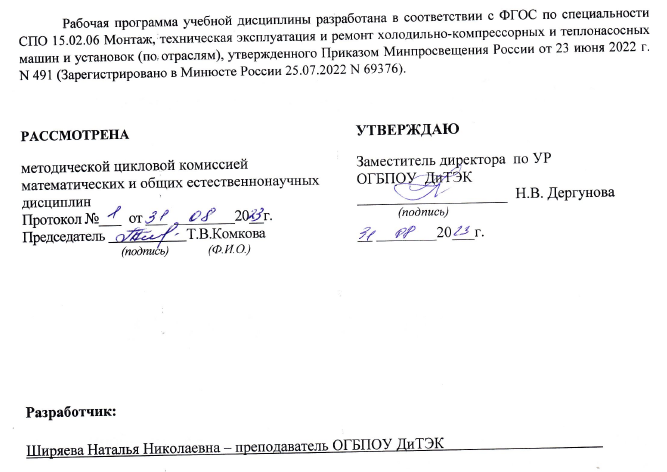 Рабочая программа учебной дисциплины разработана в соответствии с ФГОС по специальности
СПО 15.02.06 Монтаж, техническая эксплуатация и ремонт холодильно-компрессорных и теплонасосных
машин и установок (по отраслям), утвержденного Приказом Минпросвещения России от 23 июня 2022 г.
N 491 (Зарегистрировано в Минюсте России 25.07.2022 N 69376).
РАССМОТРЕНА
методической цикловой комиссией
математических и общих естественнонаучных
дисциплин
Протокол № 1 от 31 08 2023г.
Председатель Т.В.Комкова
(подпись) (Ф.И.О.)
УТВЕРЖДАЮ
Заместитель директора по УР
ОГБПОУ ДиТЭК
Н.В. Дергунова
(подпись)
31 08 2023 г.
Разработчик:
Ширяева Наталья Николаевна – преподаватель ОГБПОУ ДиТЭК